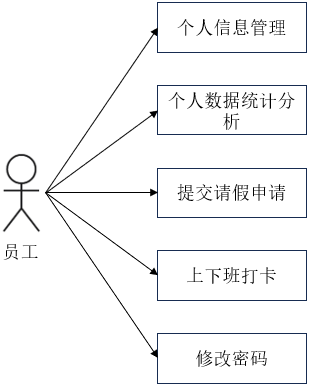 个人信息管理
个人数据统计分
析
提交请假申请
员工
上下班打卡
修改密码